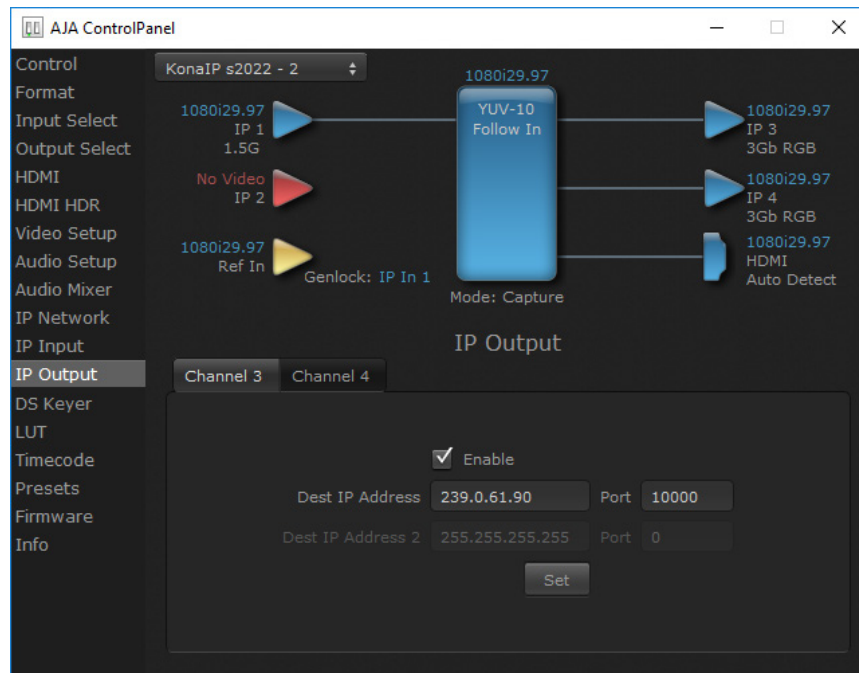 AJA ControlPanel
Control
Format
Input Select
Output Select
HDMI
HDMI HDR
Video Setup
Audio Setup
Audio Mixer
IP Network
IP Input
IP Output
DS Keyer
LUT
Timecode
Presets
Firmware
Info
KonaIP s2022 - 2
1080i29.97
IP 1
1.5G
No Video
IP 2
1080i29.97
Ref In
Genlock: IP In 1
1080i29.97
YUV-10
Follow In
Mode: Capture
1080i29.97
IP 3
3Gb RGB
1080i29.97
IP 4
3Gb RGB
1080i29.97
HDMI
Auto Detect
IP Output
Channel 3 Channel 4
Enable
Dest IP Address 239.0.61.90 Port 10000
Dest IP Address 2 255.255.255.255 Port 0
Set